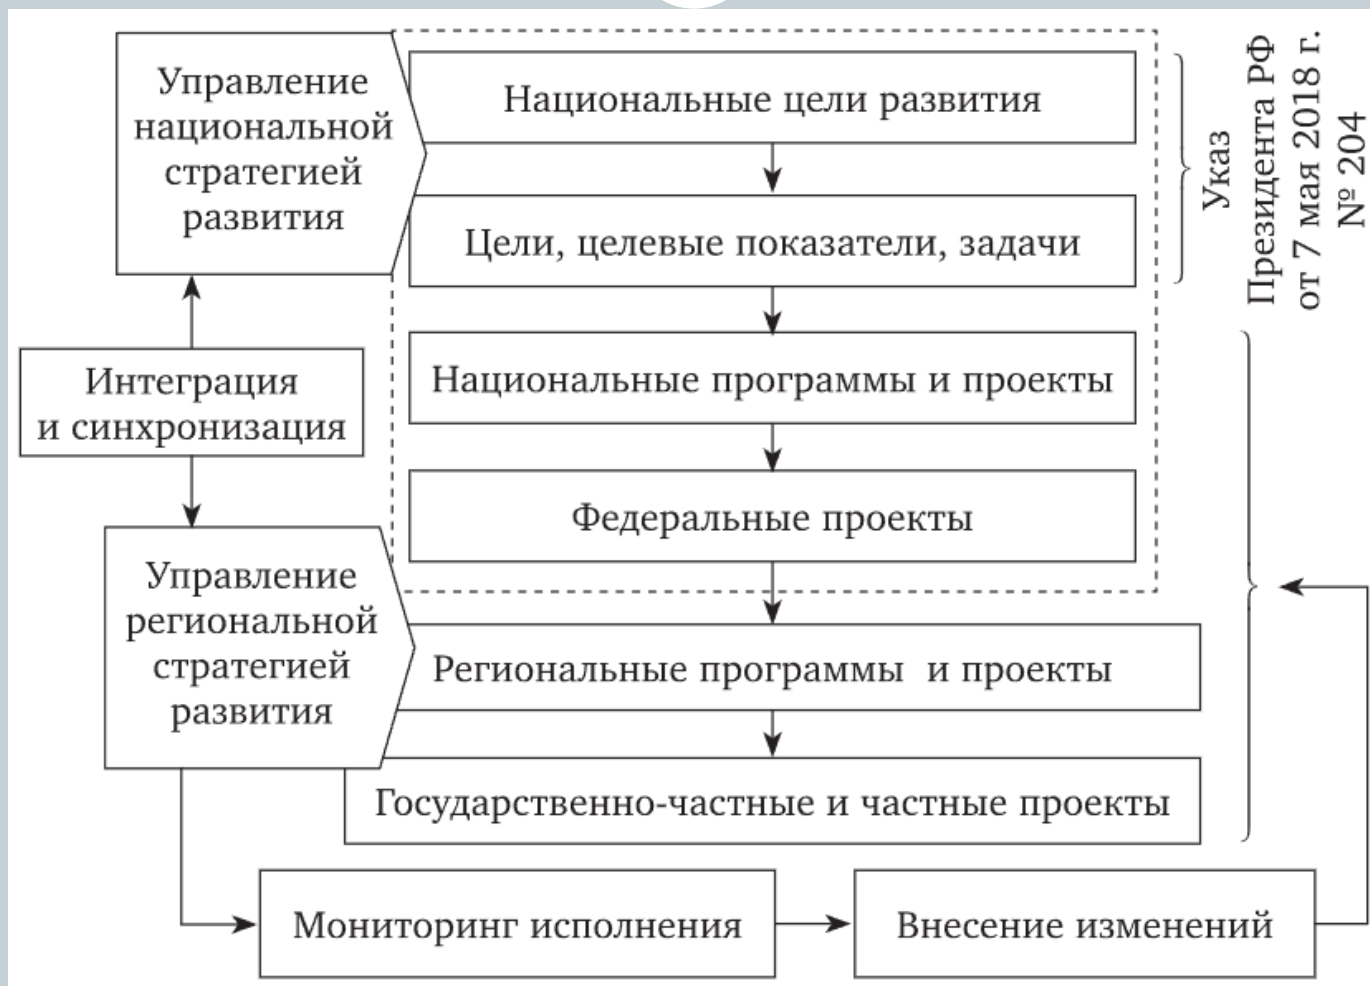 Управление
национальной
стратегией
развития
Национальные цели развития
Цели, целевые показатели, задачи
Указ
Президента РФ
от 7 мая 2018 г.
№ 204
Интеграция
и синхронизация
Национальные программы и проекты
Федеральные проекты
Управление
региональной
стратегией
развития
Региональные программы и проекты
Государственно-частные и частные проекты
Мониторинг исполнения
Внесение изменений